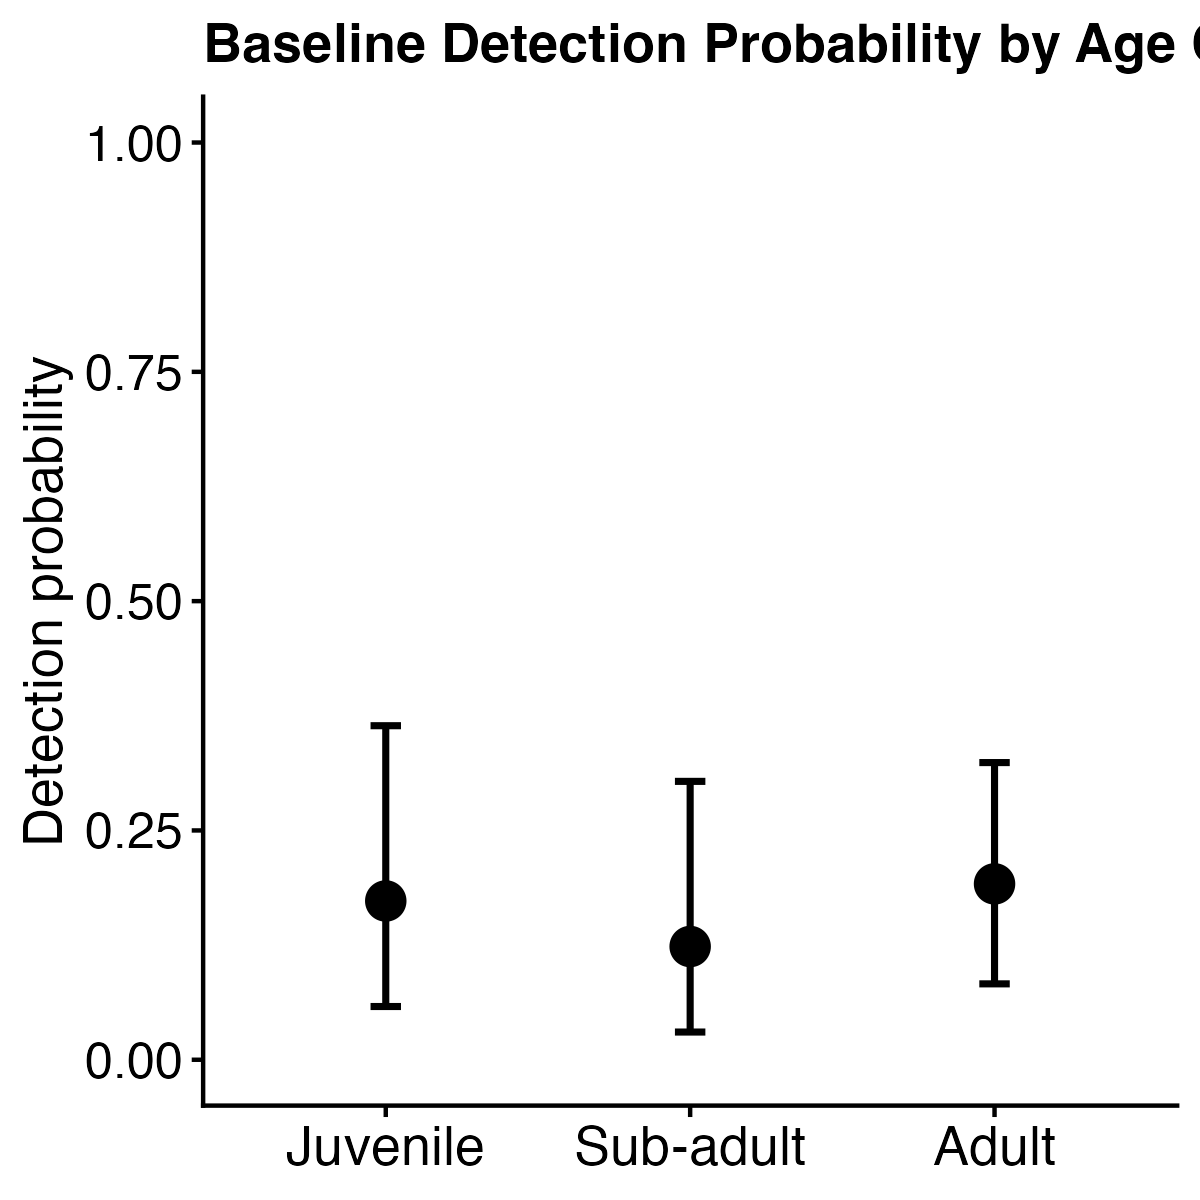 Baseline Detection Probability by Age
1.00
0.75
0.50
0.25
0.00
Detection probability
Juvenile Sub-adult Adult